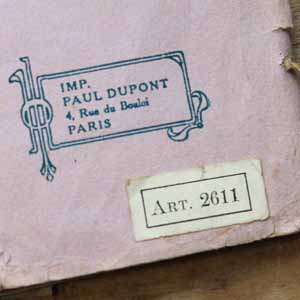 IMP.
PAUL DUPONT
4, Rue du Bouloi
PARIS
ART. 2611